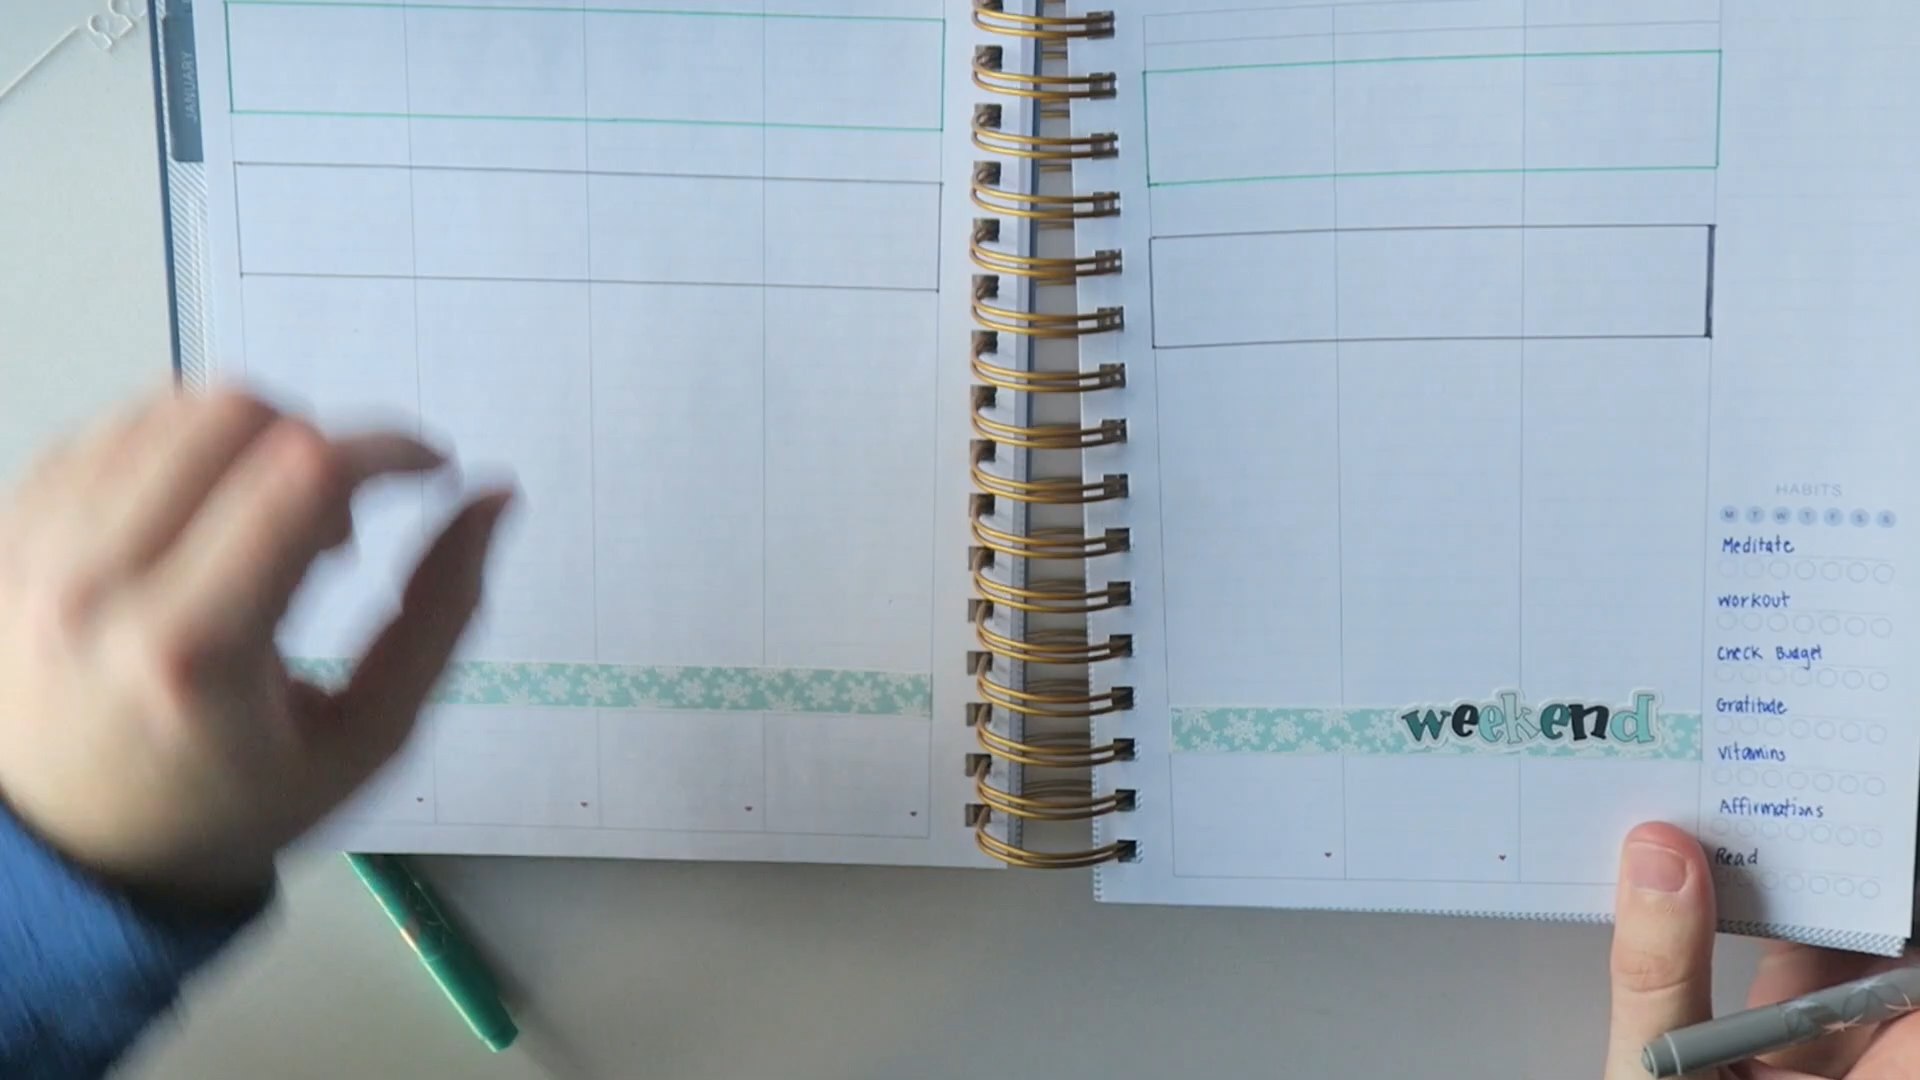 JANUARY
weekend
HABITS
M T W T F S S
Meditate
workout
Check Budget
Gratitude
Vitamins
Affirmations
Read